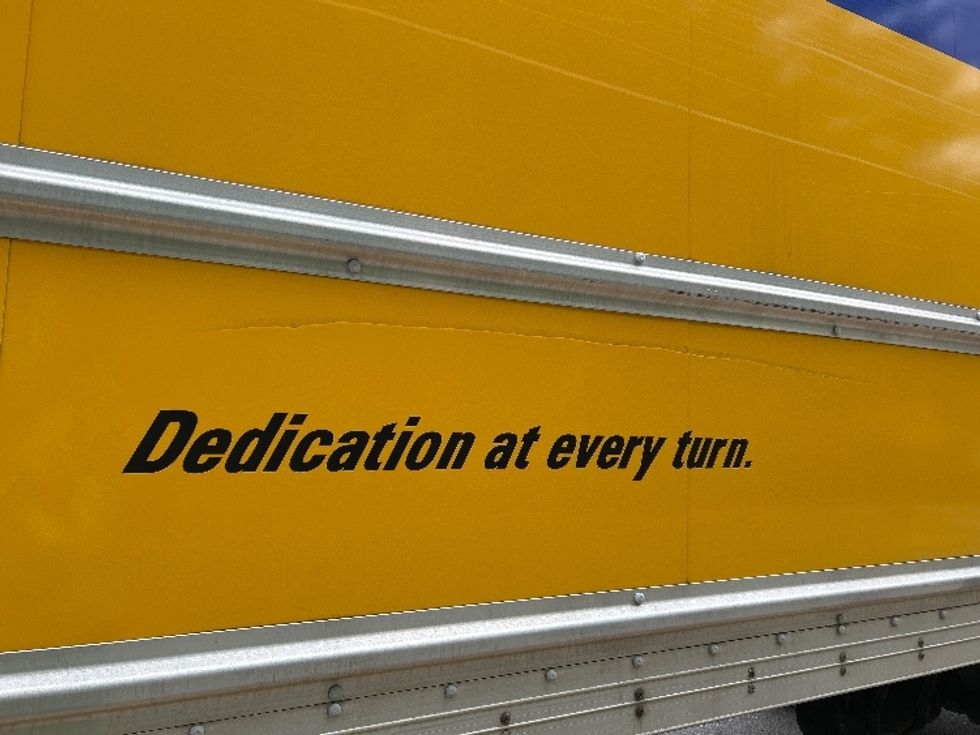 Dedication at every turn.